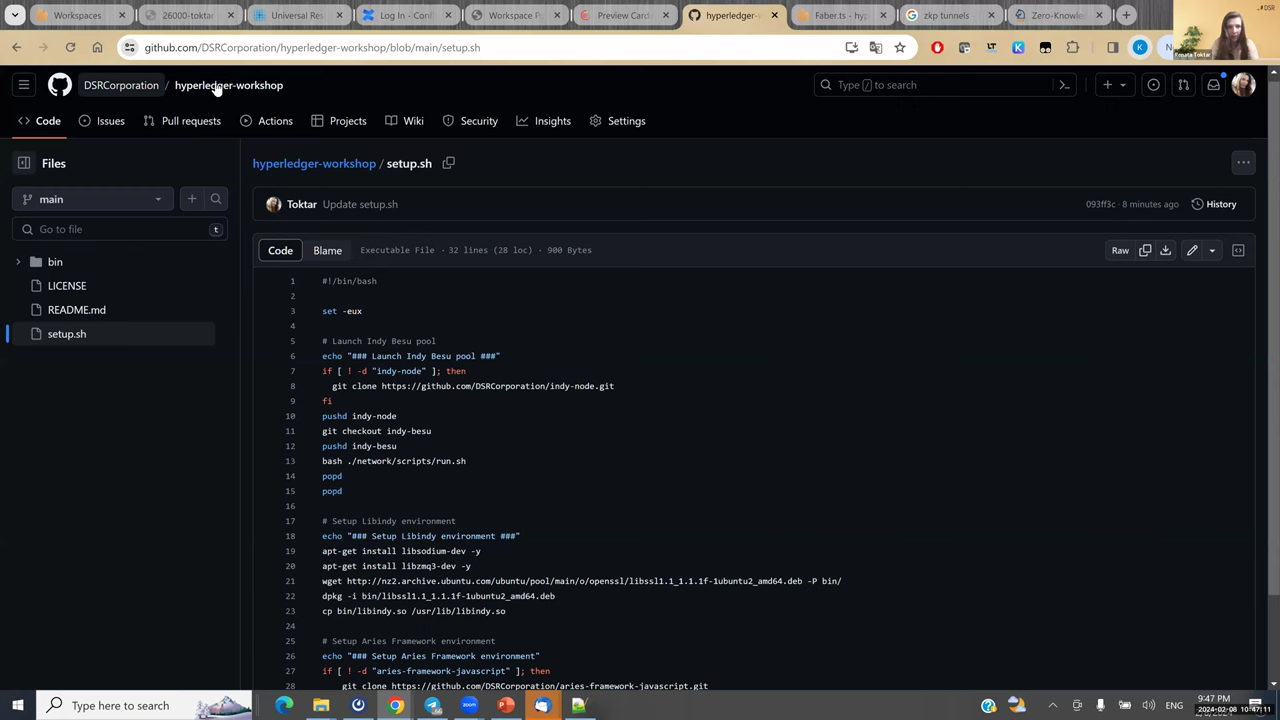 Workspaces
26000-toktar
Universal Res
Log In - Conf
Workspace P
Preview Card
hyperledger-w
Faber.ts - hy
zkp tunnels
Zero-Knowle
github.com/DSRCorporation/hyperledger-workshop/blob/main/setup.sh
DSR
Renata Toktar
DSRCorporation / hyperledger-workshop
Type / to search
Code
Issues
Pull requests
Actions
Projects
Wiki
Security
Insights
Settings
Files
main
Go to file
t
bin
LICENSE
README.md
setup.sh
hyperledger-workshop / setup.sh
Toktar Update setup.sh
093ff3c · 8 minutes ago
History
Code
Blame
Executable File · 32 lines (28 loc) · 900 Bytes
Raw
1 #!/bin/bash
2
3 set -eux
4
5 # Launch Indy Besu pool
6 echo "### Launch Indy Besu pool ###"
7 if [ ! -d "indy-node" ]; then
8 git clone https://github.com/DSRCorporation/indy-node.git
9 fi
10 pushd indy-node
11 git checkout indy-besu
12 pushd indy-besu
13 bash ./network/scripts/run.sh
14 popd
15 popd
16
17 # Setup Libindy environment
18 echo "### Setup Libindy environment ###"
19 apt-get install libsodium-dev -y
20 apt-get install libzmq3-dev -y
21 wget http://nz2.archive.ubuntu.com/ubuntu/pool/main/o/openssl/libssl1.1_1.1.1f-1ubuntu2_amd64.deb -P bin/
22 dpkg -i bin/libssl1.1_1.1.1f-1ubuntu2_amd64.deb
23 cp bin/libindy.so /usr/lib/libindy.so
24
25 # Setup Aries Framework environment
26 echo "### Setup Aries Framework environment"
27 if [ ! -d "aries-framework-javascript" ]; then
28 git clone https://github.com/DSRCorporation/aries-framework-javascript.git
Type here to search
ENG
9:47 PM
2024-02-08 10:47:11